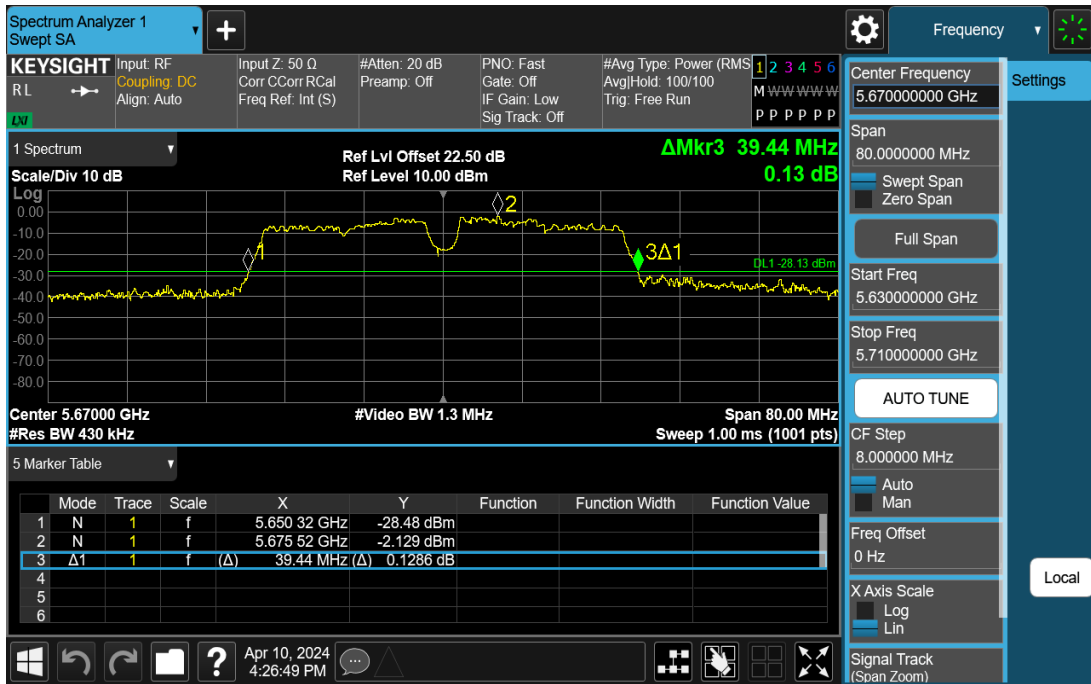 Spectrum Analyzer 1
Swept SA
+
Frequency
KEYSIGHT
R L
LXI
Input: RF
Coupling: DC
Align: Auto
Input Z: 50 Ω
Corr CCorr RCal
Freq Ref: Int (S)
#Atten: 20 dB
Preamp: Off
PNO: Fast
Gate: Off
IF Gain: Low
Sig Track: Off
#Avg Type: Power (RMS
Avg|Hold: 100/100
Trig: Free Run
1 2 3 4 5 6
M W W W W W
P P P P P P
1 Spectrum
Scale/Div 10 dB
Ref Lvl Offset 22.50 dB
Ref Level 10.00 dBm
ΔMkr3 39.44 MHz
0.13 dB
Log
0.00
-10.0
-20.0
-30.0
-40.0
-50.0
-60.0
-70.0
-80.0
1
2
3Δ1
DL1 -28.13 dBm
Center 5.67000 GHz
#Video BW 1.3 MHz
Span 80.00 MHz
#Res BW 430 kHz
Sweep 1.00 ms (1001 pts)
5 Marker Table
Mode Trace Scale X Y Function Function Width Function Value
1 N 1 f 5.650 32 GHz -28.48 dBm
2 N 1 f 5.675 52 GHz -2.129 dBm
3 Δ1 1 f (Δ) 39.44 MHz (Δ) 0.1286 dB
4
5
6
?
Apr 10, 2024
4:26:49 PM
Center Frequency
5.670000000 GHz
Span
80.0000000 MHz
Swept Span
Zero Span
Full Span
Start Freq
5.630000000 GHz
Stop Freq
5.710000000 GHz
AUTO TUNE
CF Step
8.000000 MHz
Auto
Man
Freq Offset
0 Hz
X Axis Scale
Log
Lin
Signal Track
(Span Zoom)
Settings
Local